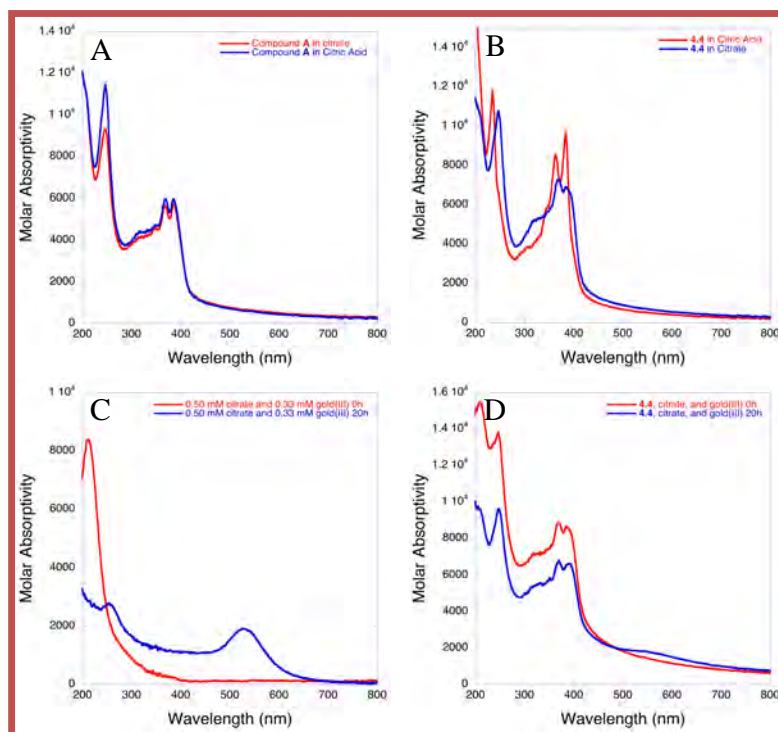 A
Compound A in citrate
Compound A in Citric Acid
1.4 10⁴
1.2 10⁴
1 10⁴
8000
6000
4000
2000
0
Molar Absorptivity
200 300 400 500 600 700 800
Wavelength (nm)
B
4.4 in Citric Acid
4.4 in Citrate
1.4 10⁴
1.2 10⁴
1 10⁴
8000
6000
4000
2000
0
Molar Absorptivity
200 300 400 500 600 700 800
Wavelength (nm)
C
0.50 mM citrate and 0.33 mM gold(iii) 0h
0.50 mM citrate and 0.33 mM gold(iii) 20h
1 10⁴
8000
6000
4000
2000
0
Molar Absorptivity
200 300 400 500 600 700 800
Wavelength (nm)
D
4.4, citrate, and gold(iii) 0h
4.4, citrate, and gold(iii) 20h
1.6 10⁴
1.4 10⁴
1.2 10⁴
1 10⁴
8000
6000
4000
2000
0
Molar Absorptivity
200 300 400 500 600 700 800
Wavelength (nm)